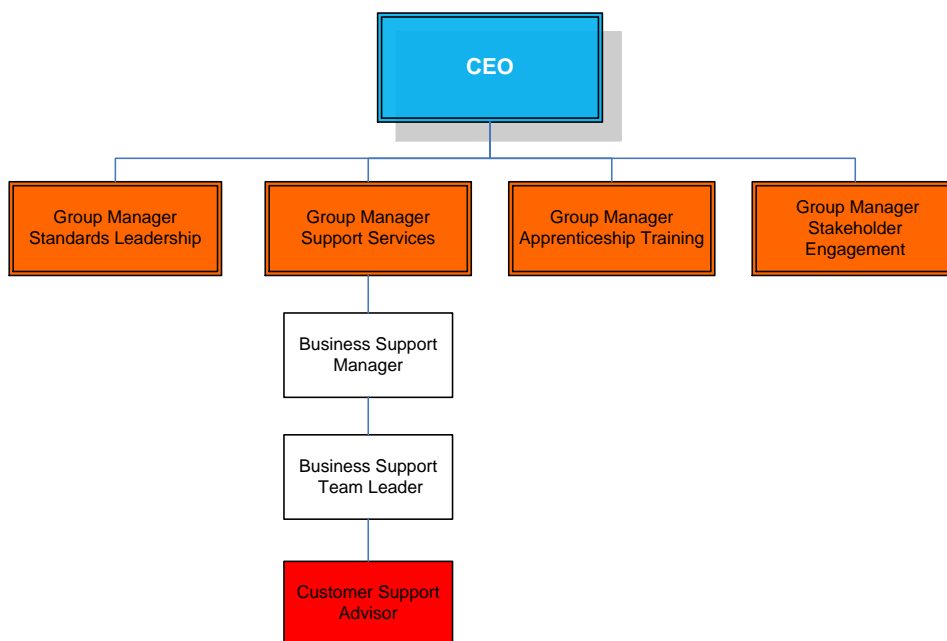 CEO
Group Manager
Standards Leadership
Group Manager
Support Services
Group Manager
Apprenticeship Training
Group Manager
Stakeholder
Engagement
Business Support
Manager
Business Support
Team Leader
Customer Support
Advisor